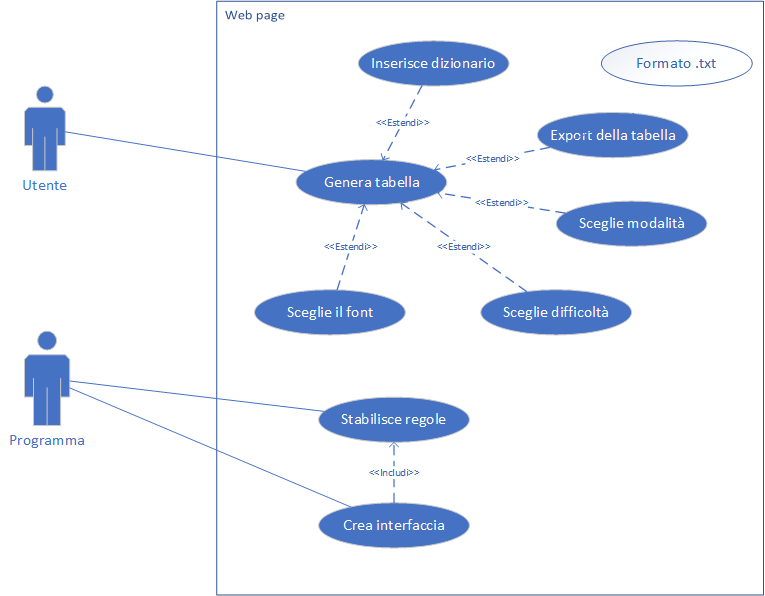 Web page
Inserisce dizionario
Formato .txt
<<Estendi>>
Export della tabella
<<Estendi>>
Utente
Genera tabella
<<Estendi>>
Sceglie modalità
<<Estendi>>
<<Estendi>>
Sceglie il font
Sceglie difficoltà
Programma
Stabilisce regole
<<Includi>>
Crea interfaccia